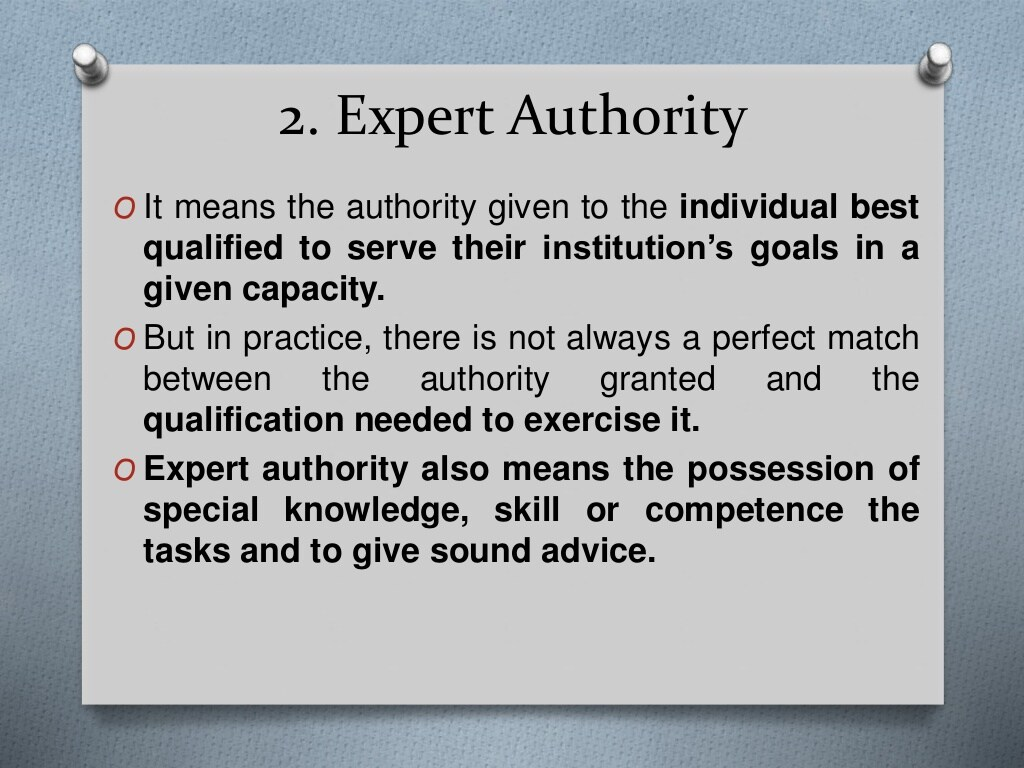 2. Expert Authority
O It means the authority given to the individual best
qualified to serve their institution’s goals in a
given capacity.
O But in practice, there is not always a perfect match
between the authority granted and the
qualification needed to exercise it.
O Expert authority also means the possession of
special knowledge, skill or competence the
tasks and to give sound advice.